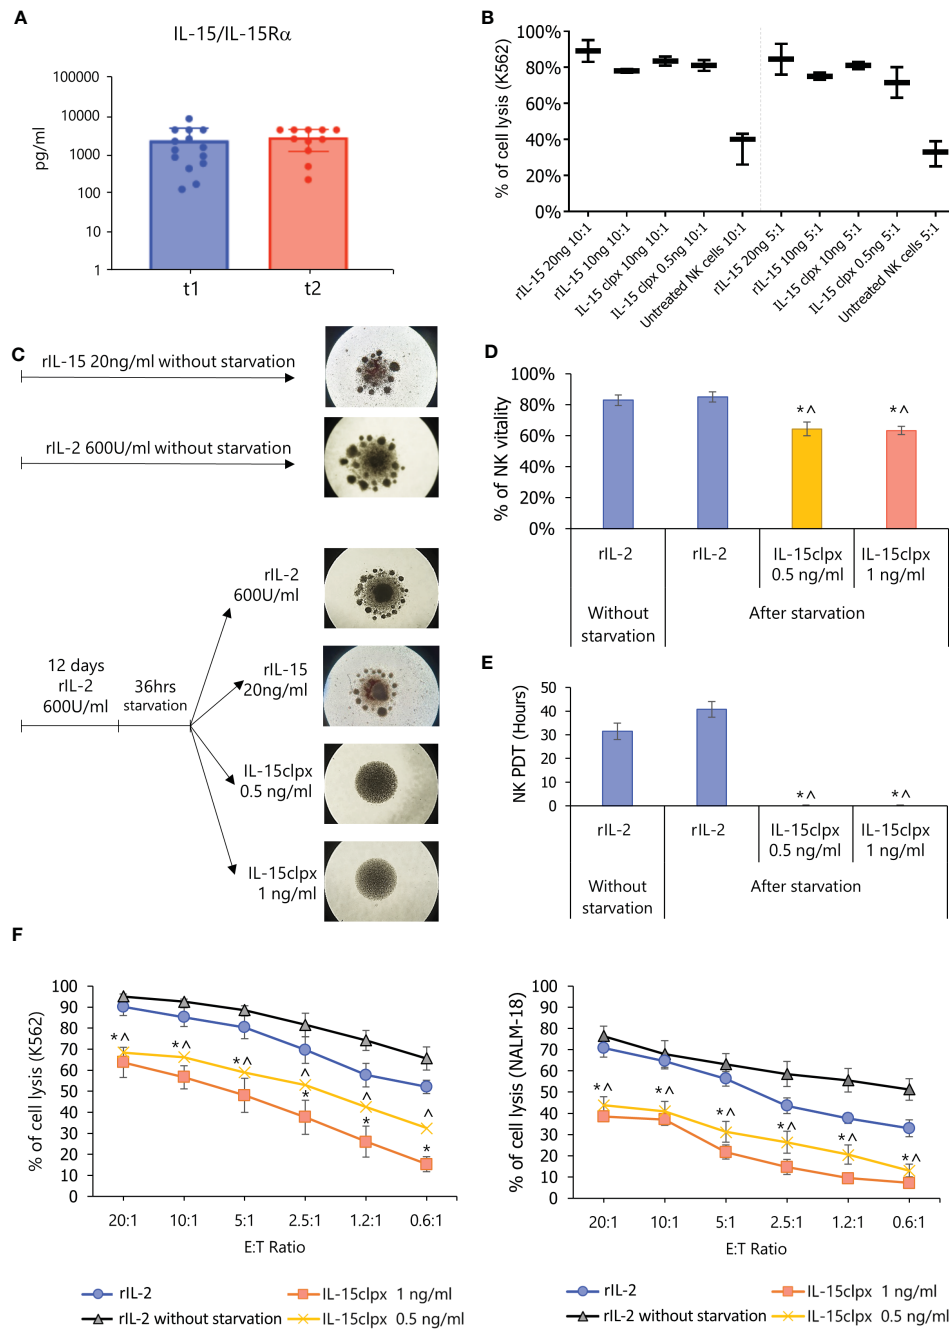 A
IL-15/IL-15Rα
pg/ml
100000
10000
1000
100
10
1
t1
t2
B
% of cell lysis (K562)
100%
80%
60%
40%
20%
0%
rIL-15 20ng 10:1
rIL-15 10ng 10:1
IL-15 clpx 10ng 10:1
IL-15 clpx 0.5ng 10:1
Untreated NK cells 10:1
rIL-15 20ng 5:1
rIL-15 10ng 5:1
IL-15 clpx 10ng 5:1
IL-15 clpx 0.5ng 5:1
Untreated NK cells 5:1
C
rIL-15 20ng/ml without starvation
rIL-2 600U/ml without starvation
12 days
rIL-2
600U/ml
36hrs
starvation
rIL-2
600U/ml
rIL-15
20ng/ml
IL-15clpx
0.5 ng/ml
IL-15clpx
1 ng/ml
D
% of NK vitality
100%
80%
60%
40%
20%
0%
*^
*^
rIL-2
rIL-2
IL-15clpx
0.5 ng/ml
IL-15clpx
1 ng/ml
Without
starvation
After starvation
E
NK PDT (Hours)
50
40
30
20
10
0
*^
*^
rIL-2
rIL-2
IL-15clpx
0.5 ng/ml
IL-15clpx
1 ng/ml
Without
starvation
After starvation
F
% of cell lysis (K562)
100
90
80
70
60
50
40
30
20
10
0
*^
*^
*^
^
*
^
*
^
*
20:1
10:1
5:1
2.5:1
1.2:1
0.6:1
E:T Ratio
rIL-2
IL-15clpx 1 ng/ml
rIL-2 without starvation
IL-15clpx 0.5 ng/ml
% of cell lysis (NALM-18)
100
90
80
70
60
50
40
30
20
10
0
*^
*^
*^
*^
*^
*^
20:1
10:1
5:1
2.5:1
1.2:1
0.6:1
E:T Ratio
rIL-2
IL-15clpx 1 ng/ml
rIL-2 without starvation
IL-15clpx 0.5 ng/ml